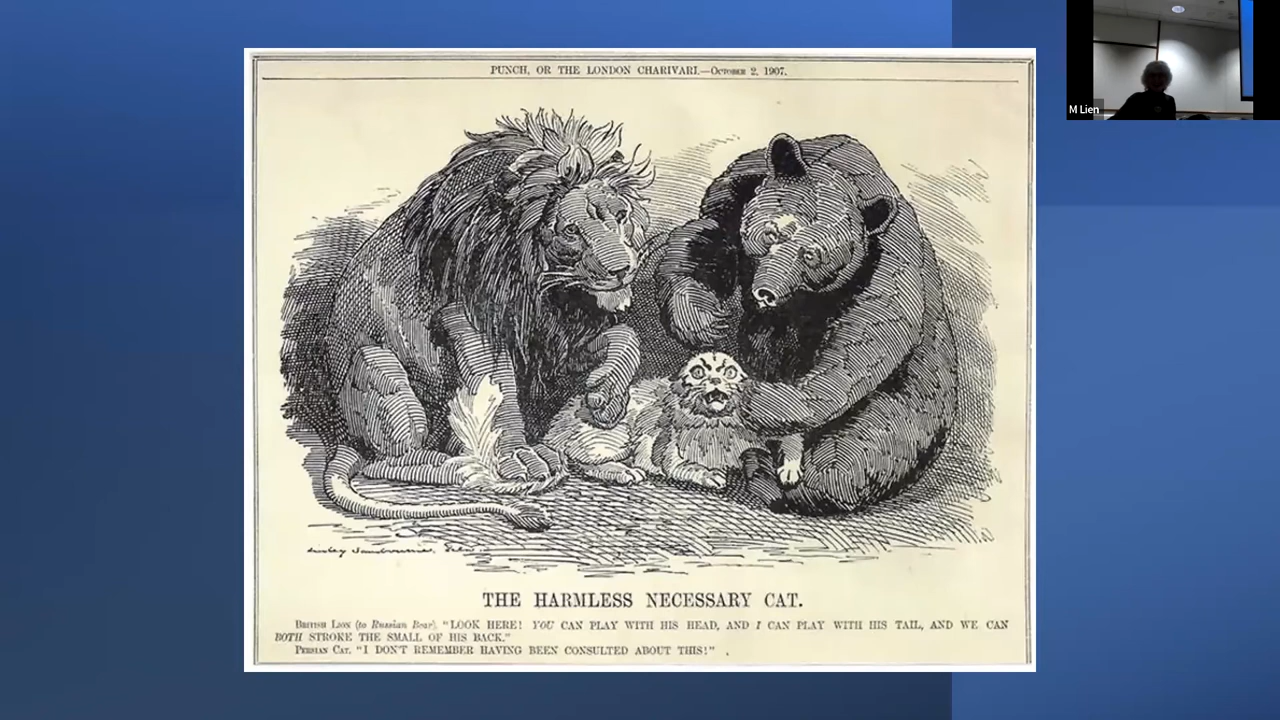 PUNCH, OR THE LONDON CHARIVARI.—October 2, 1907.
M Lien
THE HARMLESS NECESSARY CAT.
British Lion (to Russian Bear). "LOOK HERE! YOU CAN PLAY WITH HIS HEAD, AND I CAN PLAY WITH HIS TAIL, AND WE CAN
BOTH STROKE THE SMALL OF HIS BACK."
Persian Cat. "I DON'T REMEMBER HAVING BEEN CONSULTED ABOUT THIS!"